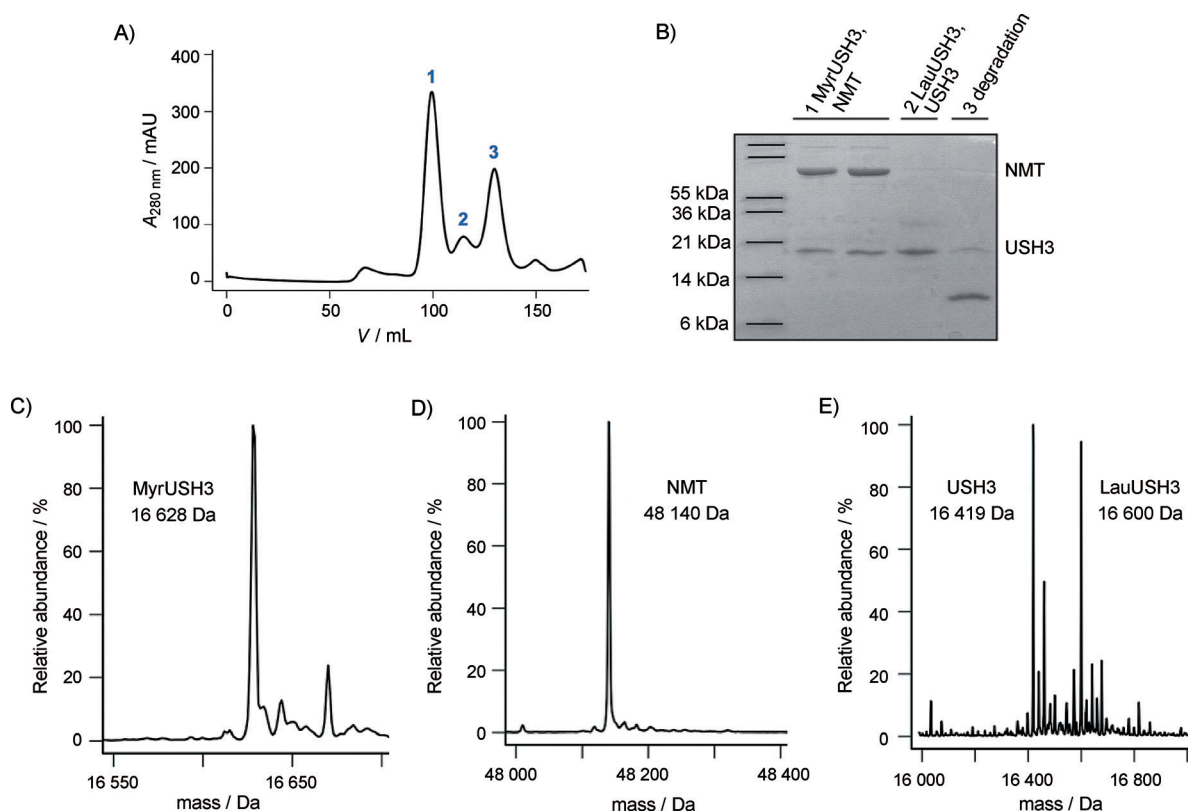 A)
400
300
200
100
0
A280 nm / mAU
1
2
3
0
50
100
150
V / mL
B)
1 MyrUSH3,
NMT
2 LauUSH3,
USH3
3 degradation
55 kDa
36 kDa
21 kDa
14 kDa
6 kDa
NMT
USH3
C)
100
80
60
40
20
0
Relative abundance / %
MyrUSH3
16 628 Da
16 550
16 650
mass / Da
D)
100
80
60
40
20
0
Relative abundance / %
NMT
48 140 Da
48 000
48 200
48 400
mass / Da
E)
100
80
60
40
20
0
Relative abundance / %
USH3
16 419 Da
LauUSH3
16 600 Da
16 000
16 400
16 800
mass / Da